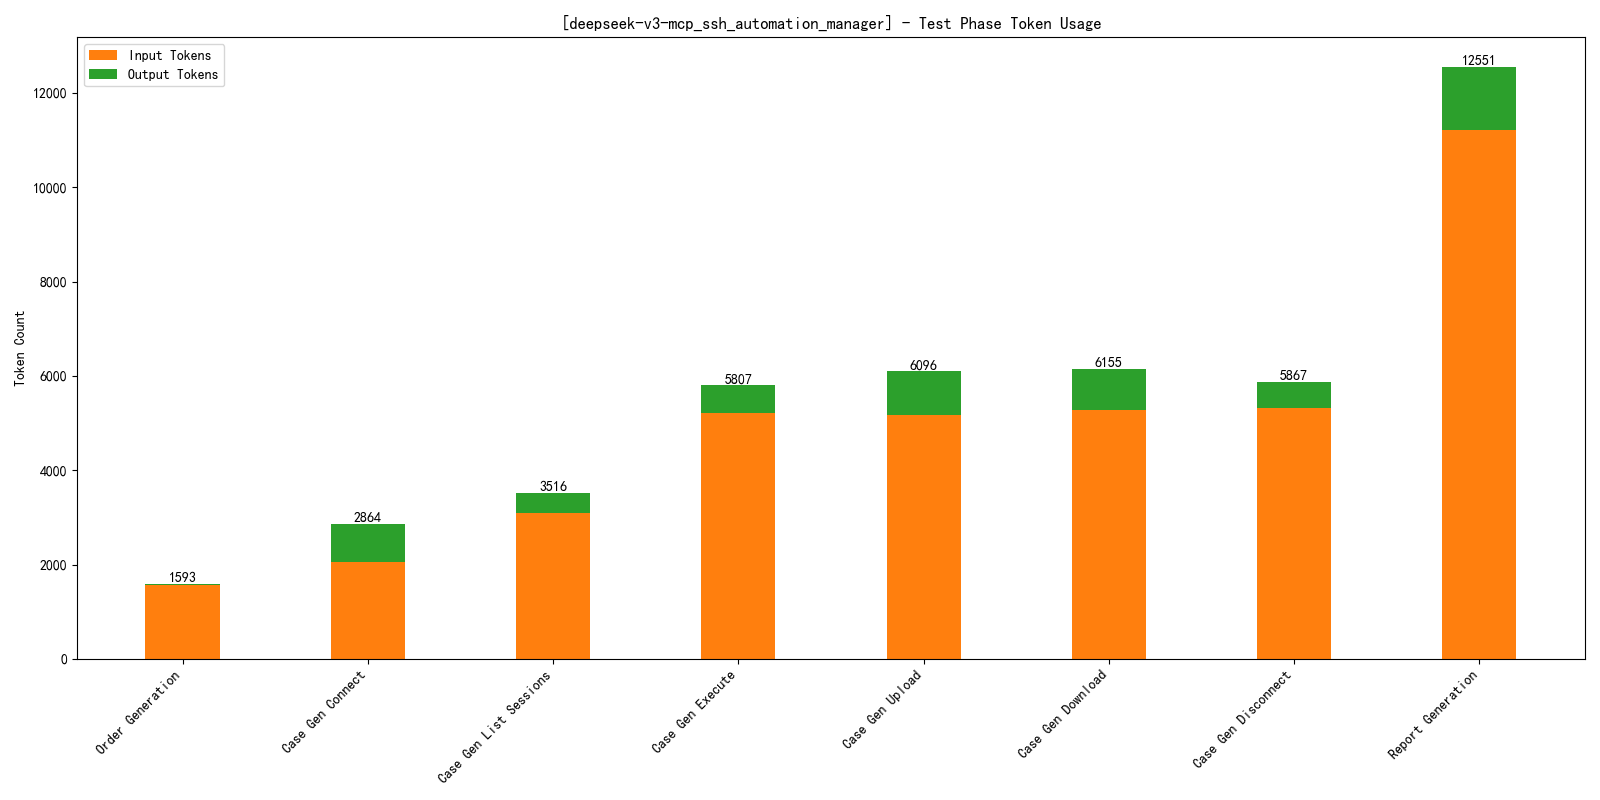 [deepseek-v3-mcp_ssh_automation_manager] - Test Phase Token Usage
Input Tokens
Output Tokens
Token Count
12000
10000
8000
6000
4000
2000
0
1593
2864
3516
5807
6096
6155
5867
12551
Order Generation
Case Gen Connect
Case Gen List Sessions
Case Gen Execute
Case Gen Upload
Case Gen Download
Case Gen Disconnect
Report Generation